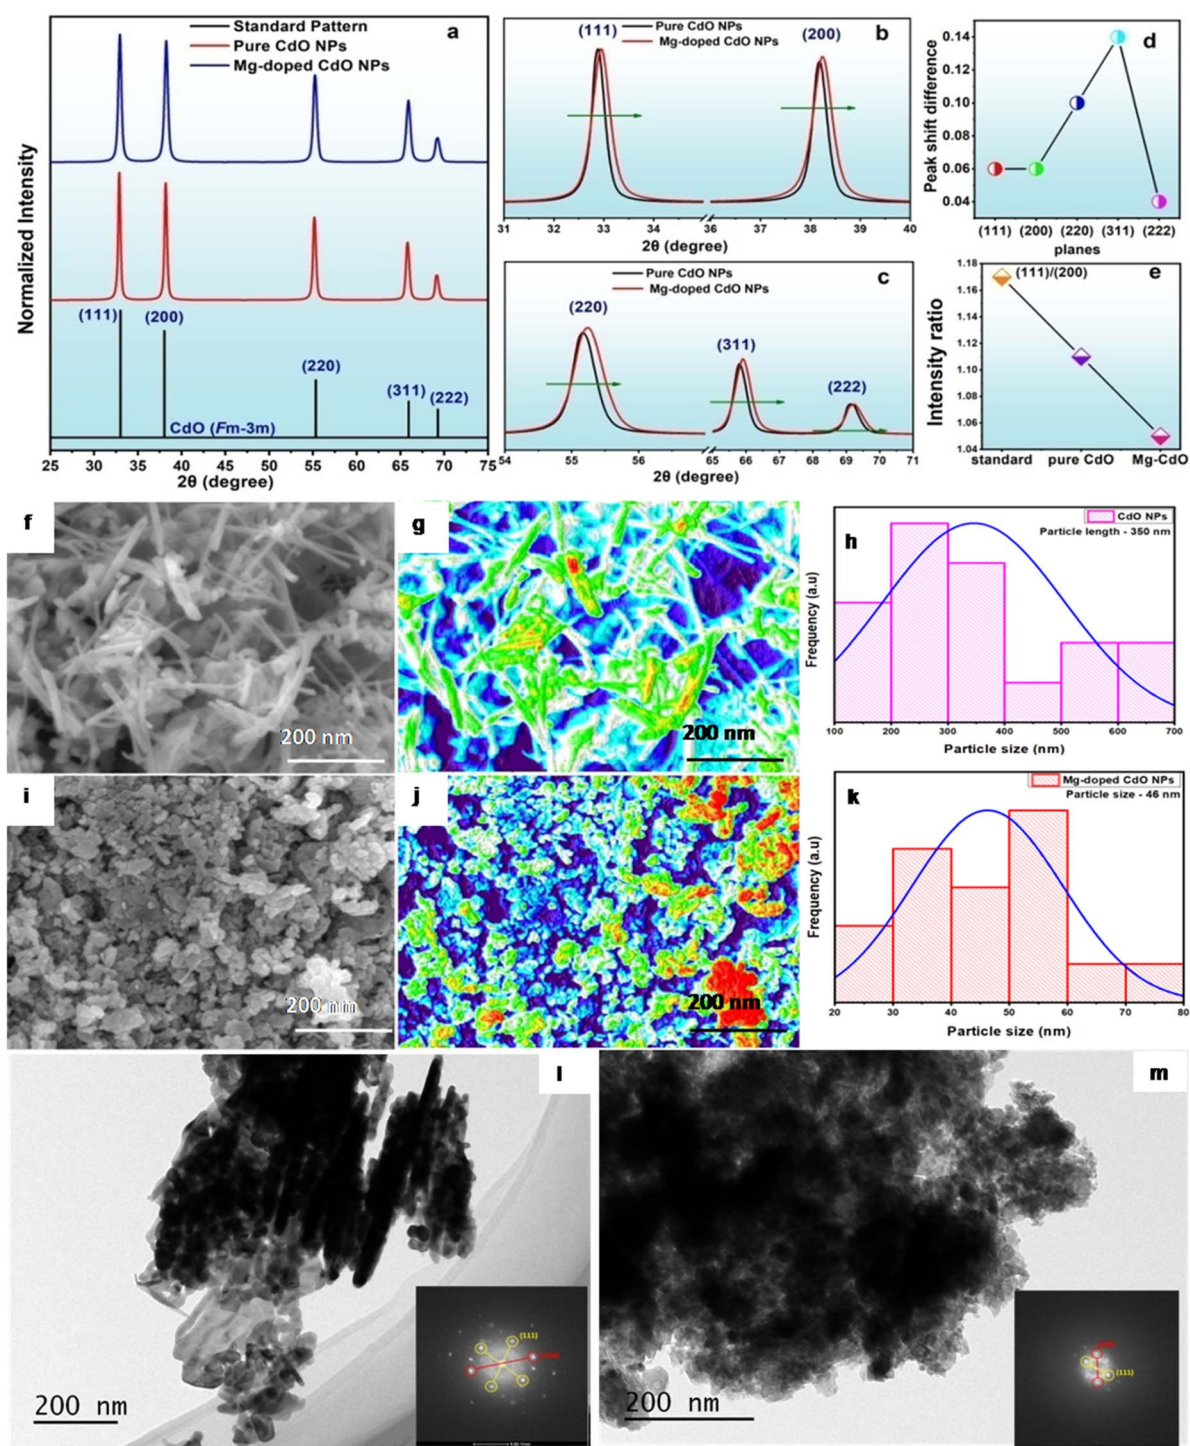 Standard Pattern
Pure CdO NPs
Mg-doped CdO NPs
a
Normalized Intensity
(111)
(200)
(220)
(311)
(222)
CdO (Fm-3m)
25 30 35 40 45 50 55 60 65 70 75
2θ (degree)
Pure CdO NPs
Mg-doped CdO NPs
b
(111)
(200)
31 32 33 34 36 37 38 39 40
2θ (degree)
Pure CdO NPs
Mg-doped CdO NPs
c
(220)
(311)
(222)
54 55 56 65 66 67 68 69 70 71
2θ (degree)
d
Peak shift difference
0.14
0.12
0.10
0.08
0.06
0.04
(111) (200) (220) (311) (222)
planes
e
(111)/(200)
Intensity ratio
1.18
1.16
1.14
1.12
1.10
1.08
1.06
1.04
standard pure CdO Mg-CdO
f
200 nm
g
200 nm
h
CdO NPs
Particle length - 350 nm
Frequency (a.u)
100 200 300 400 500 600 700
Particle size (nm)
i
200 nm
j
200 nm
k
Mg-doped CdO NPs
Particle size - 46 nm
Frequency (a.u)
20 30 40 50 60 70 80
Particle size (nm)
l
(111)
200 nm
m
(111)
200 nm